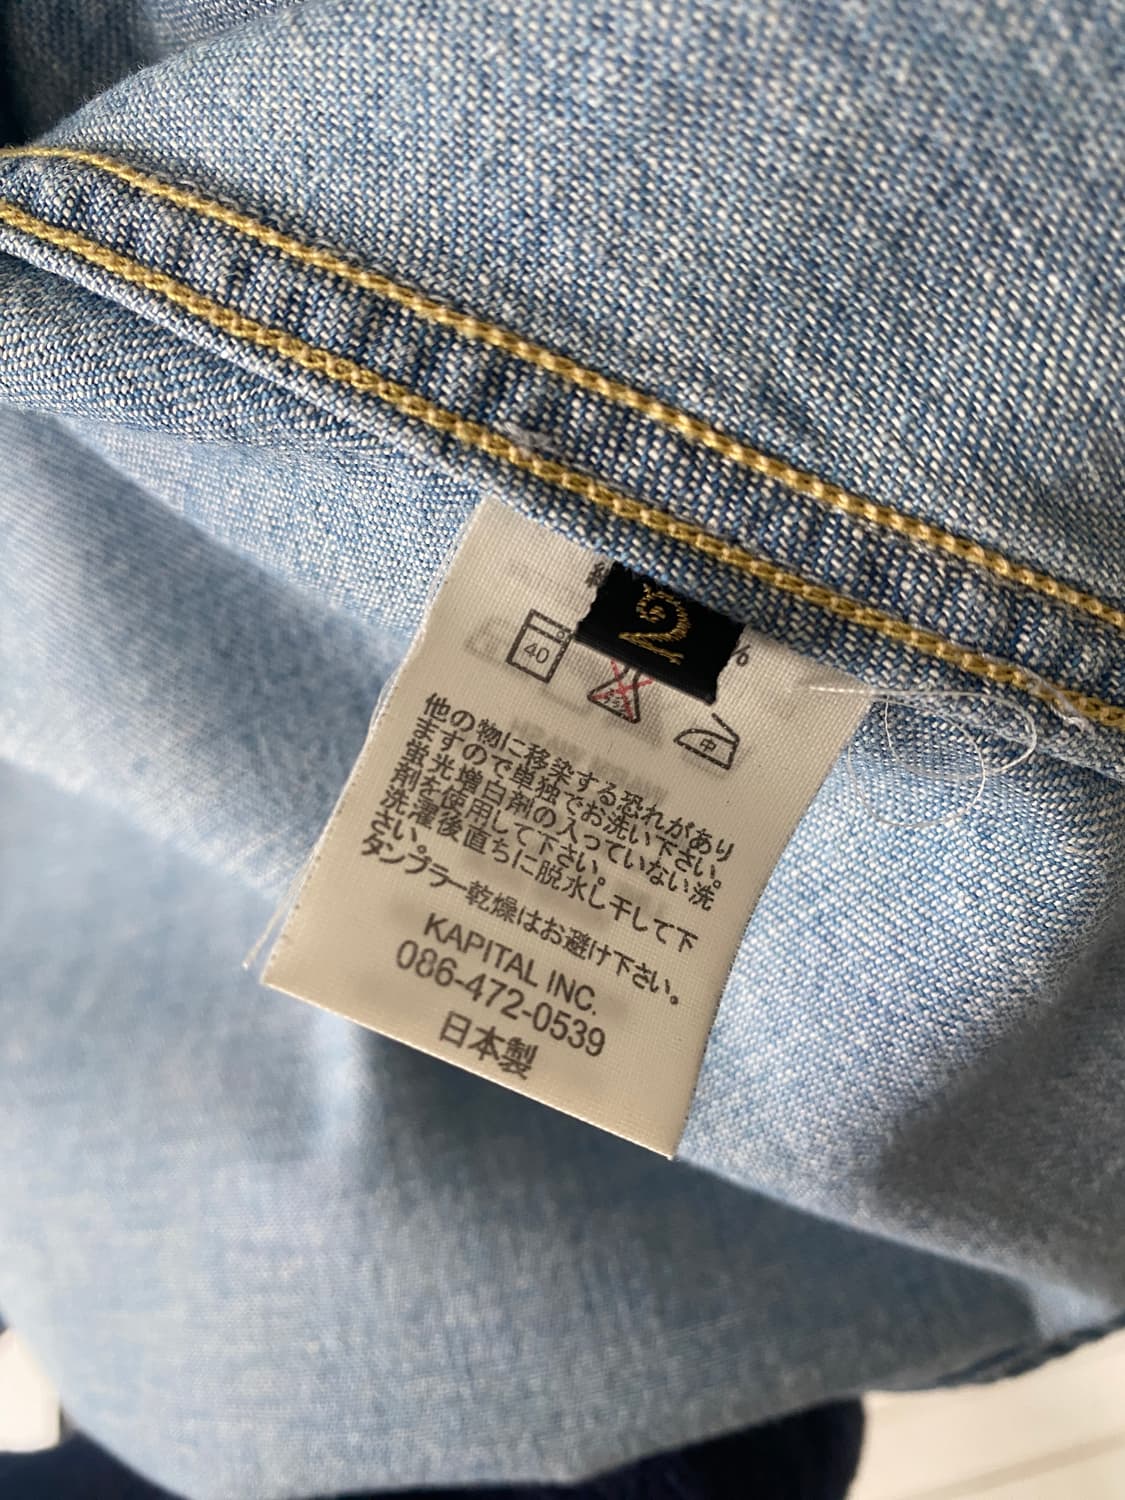 2
%
40
中
他の物に移染する恐れがあり
ますので単独でお洗い下さい。
蛍光増白剤の入っていない洗
剤を使用して下さい。
洗濯後直ちに脱水し干して下
さい。
タンブラー乾燥はお避け下さい。
KAPITAL INC.
086-472-0539
日本製